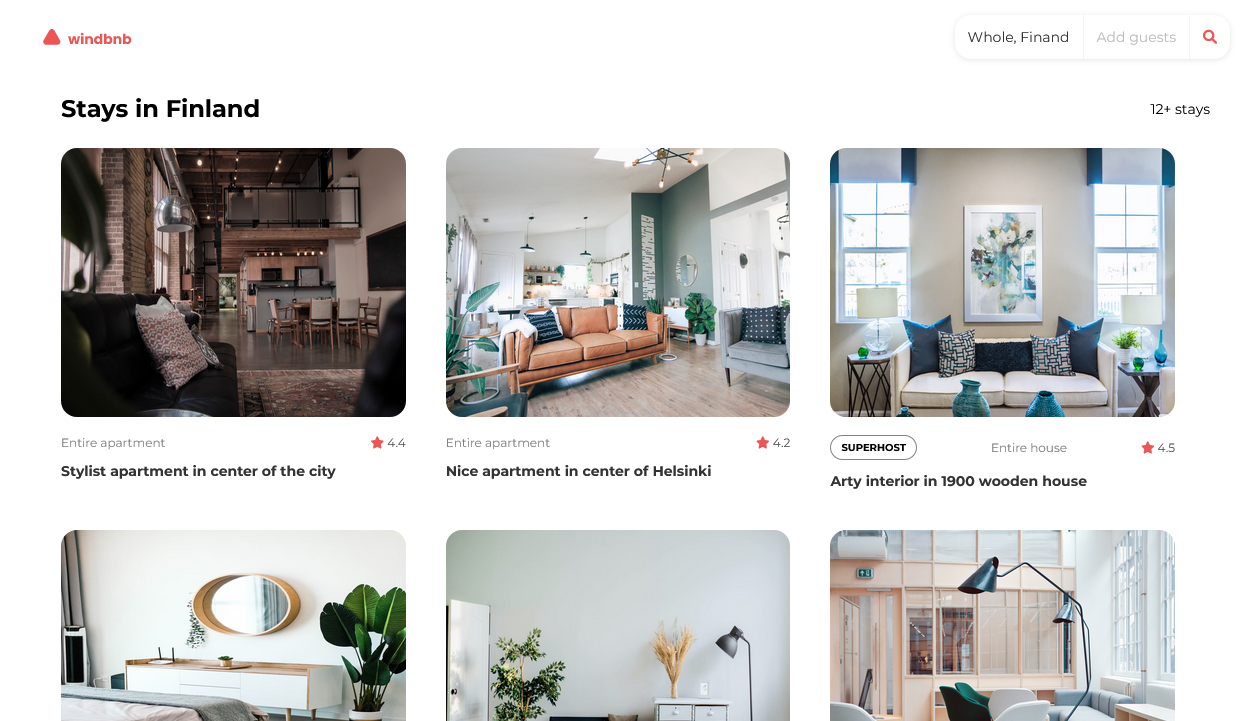 windbnb
Whole, Finand
Add guests
Stays in Finland
12+ stays
Entire apartment
4.4
Stylist apartment in center of the city
Entire apartment
4.2
Nice apartment in center of Helsinki
SUPERHOST
Entire house
4.5
Arty interior in 1900 wooden house